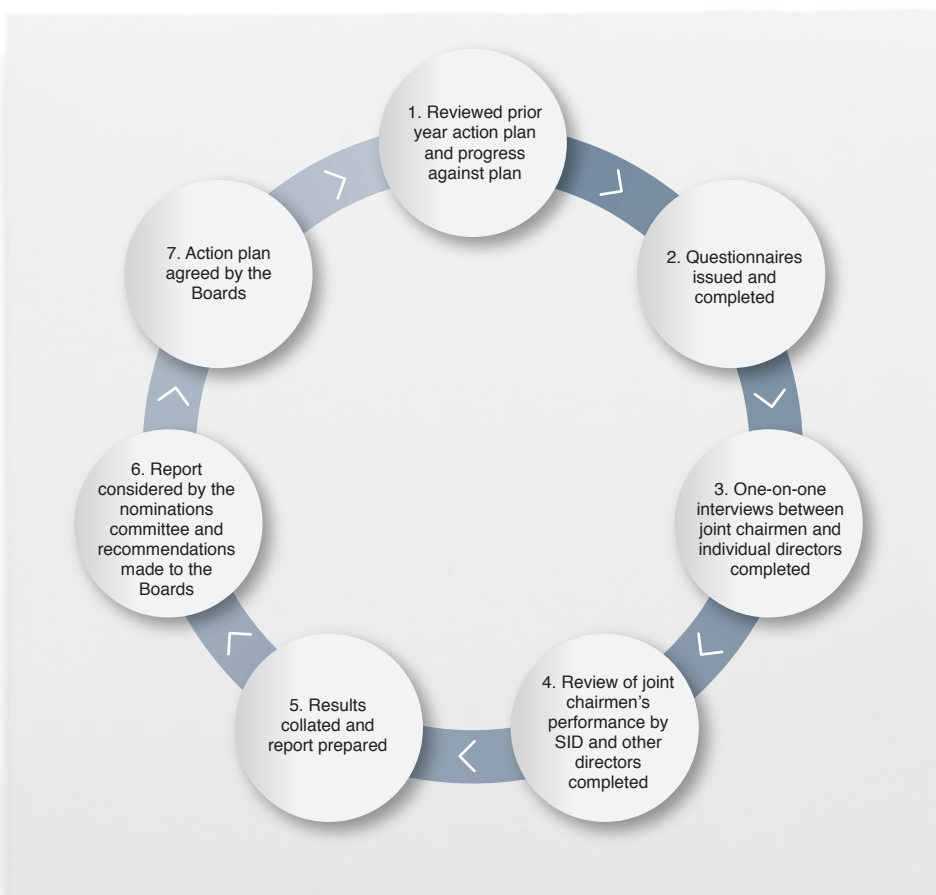 1. Reviewed prior
year action plan
and progress
against plan
2. Questionnaires
issued and
completed
3. One-on-one
interviews between
joint chairmen and
individual directors
completed
4. Review of joint
chairmen's
performance by
SID and other
directors
completed
5. Results
collated and
report prepared
6. Report
considered by the
nominations
committee and
recommendations
made to the
Boards
7. Action plan
agreed by the
Boards